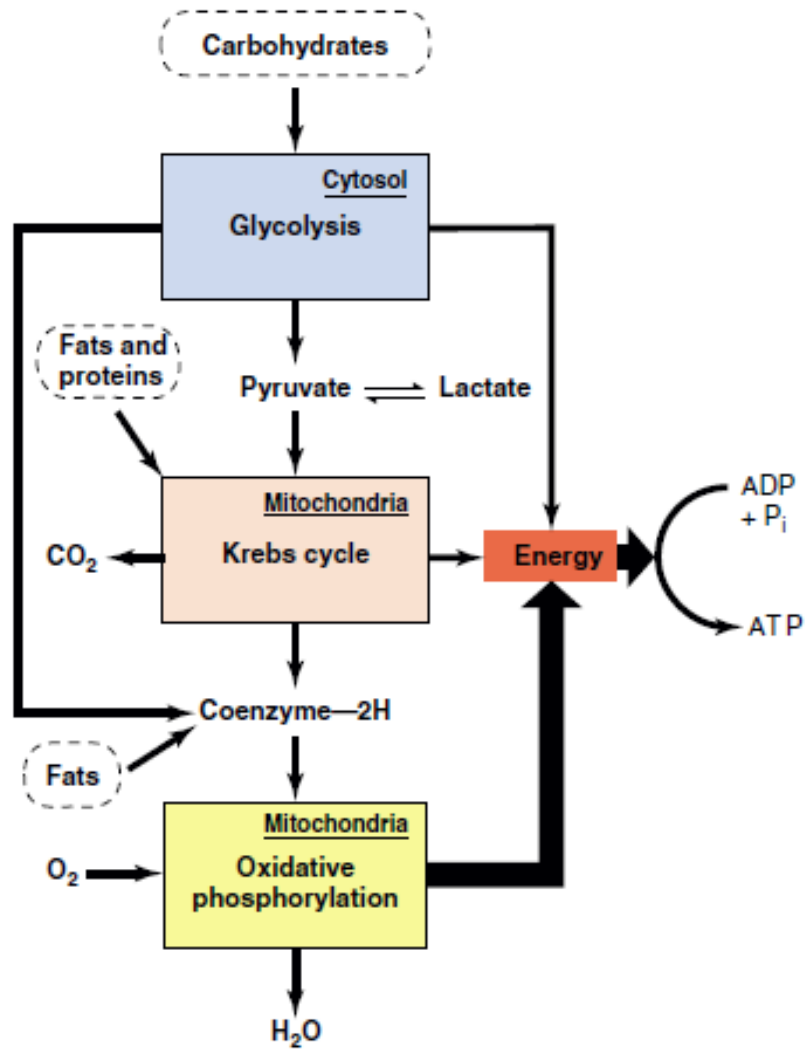 Carbohydrates
Cytosol
Glycolysis
Fats and
proteins
Pyruvate
Lactate
Mitochondria
Krebs cycle
CO₂
Energy
ADP
+ Pᵢ
ATP
Coenzyme—2H
Fats
Mitochondria
Oxidative
phosphorylation
O₂
H₂O